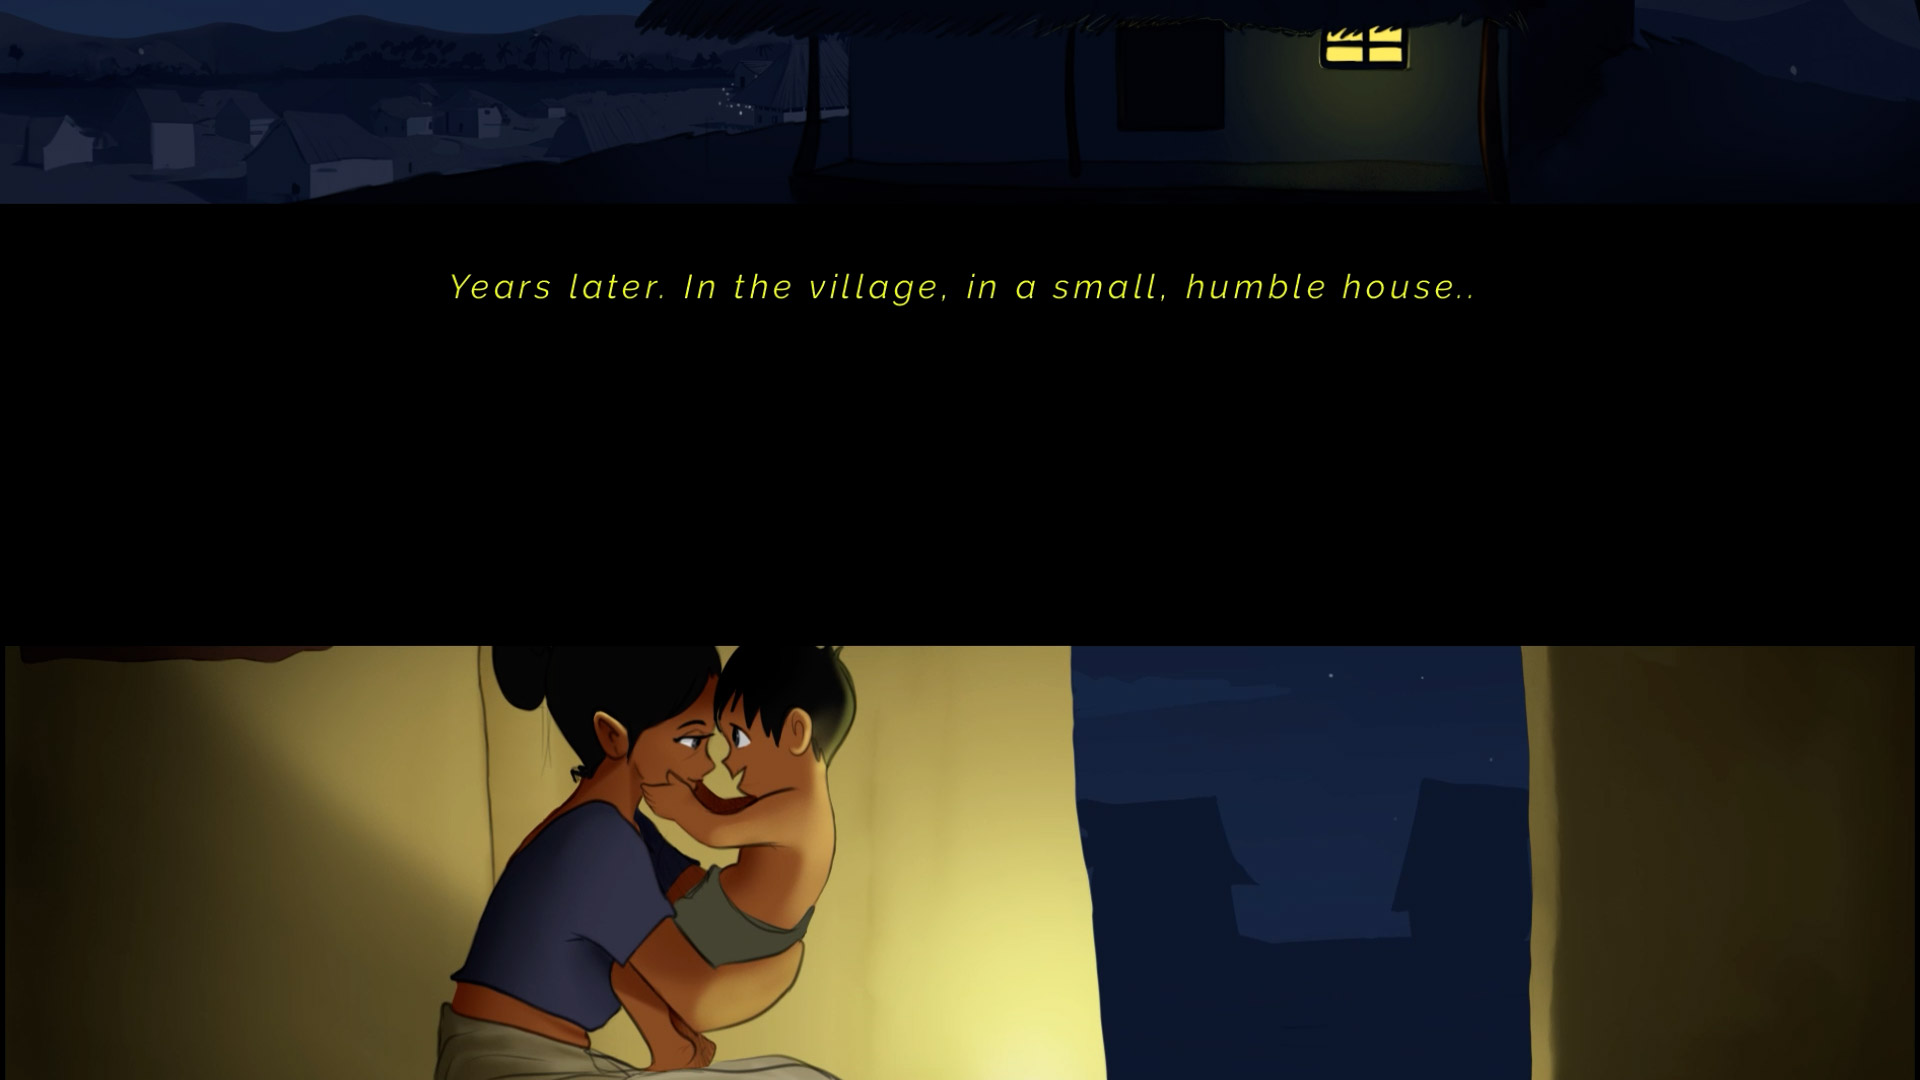 Years later. In the village, in a small, humble house..